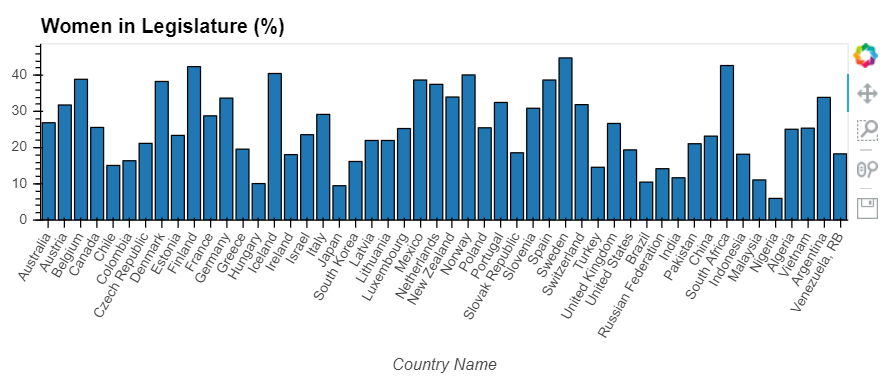 Women in Legislature (%)
40
30
20
10
0
Australia
Austria
Belgium
Canada
Chile
Colombia
Czech Republic
Denmark
Estonia
Finland
France
Germany
Greece
Hungary
Iceland
Ireland
Israel
Italy
Japan
South Korea
Latvia
Lithuania
Luxembourg
Mexico
Netherlands
New Zealand
Norway
Poland
Portugal
Slovak Republic
Slovenia
Spain
Sweden
Switzerland
Turkey
United Kingdom
United States
Brazil
Russian Federation
India
Pakistan
China
South Africa
Indonesia
Malaysia
Nigeria
Algeria
Vietnam
Argentina
Venezuela, RB
Country Name